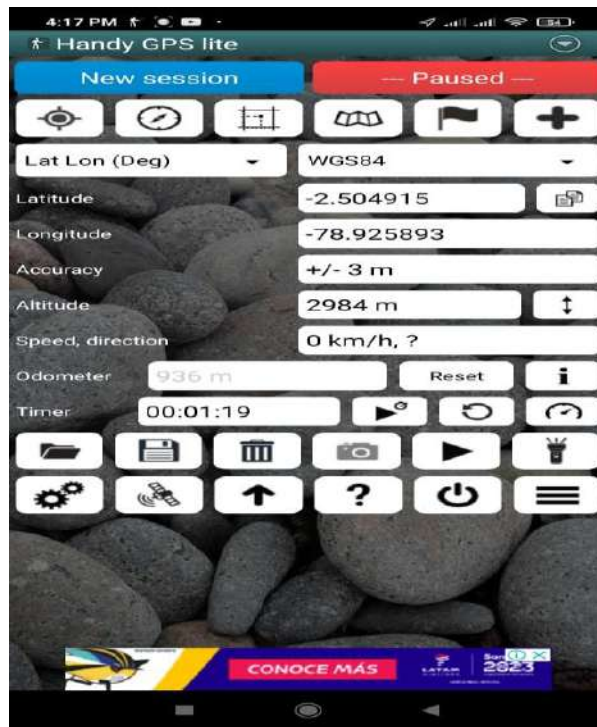 4:17 PM 54
Handy GPS lite
New session --- Paused ---
Lat Lon (Deg) WGS84
Latitude -2.504915
Longitude -78.925893
Accuracy +/- 3 m
Altitude 2984 m
Speed, direction 0 km/h, ?
Odometer 936 m Reset i
Timer 00:01:19
?
CONOCE MÁS LATAM 2023